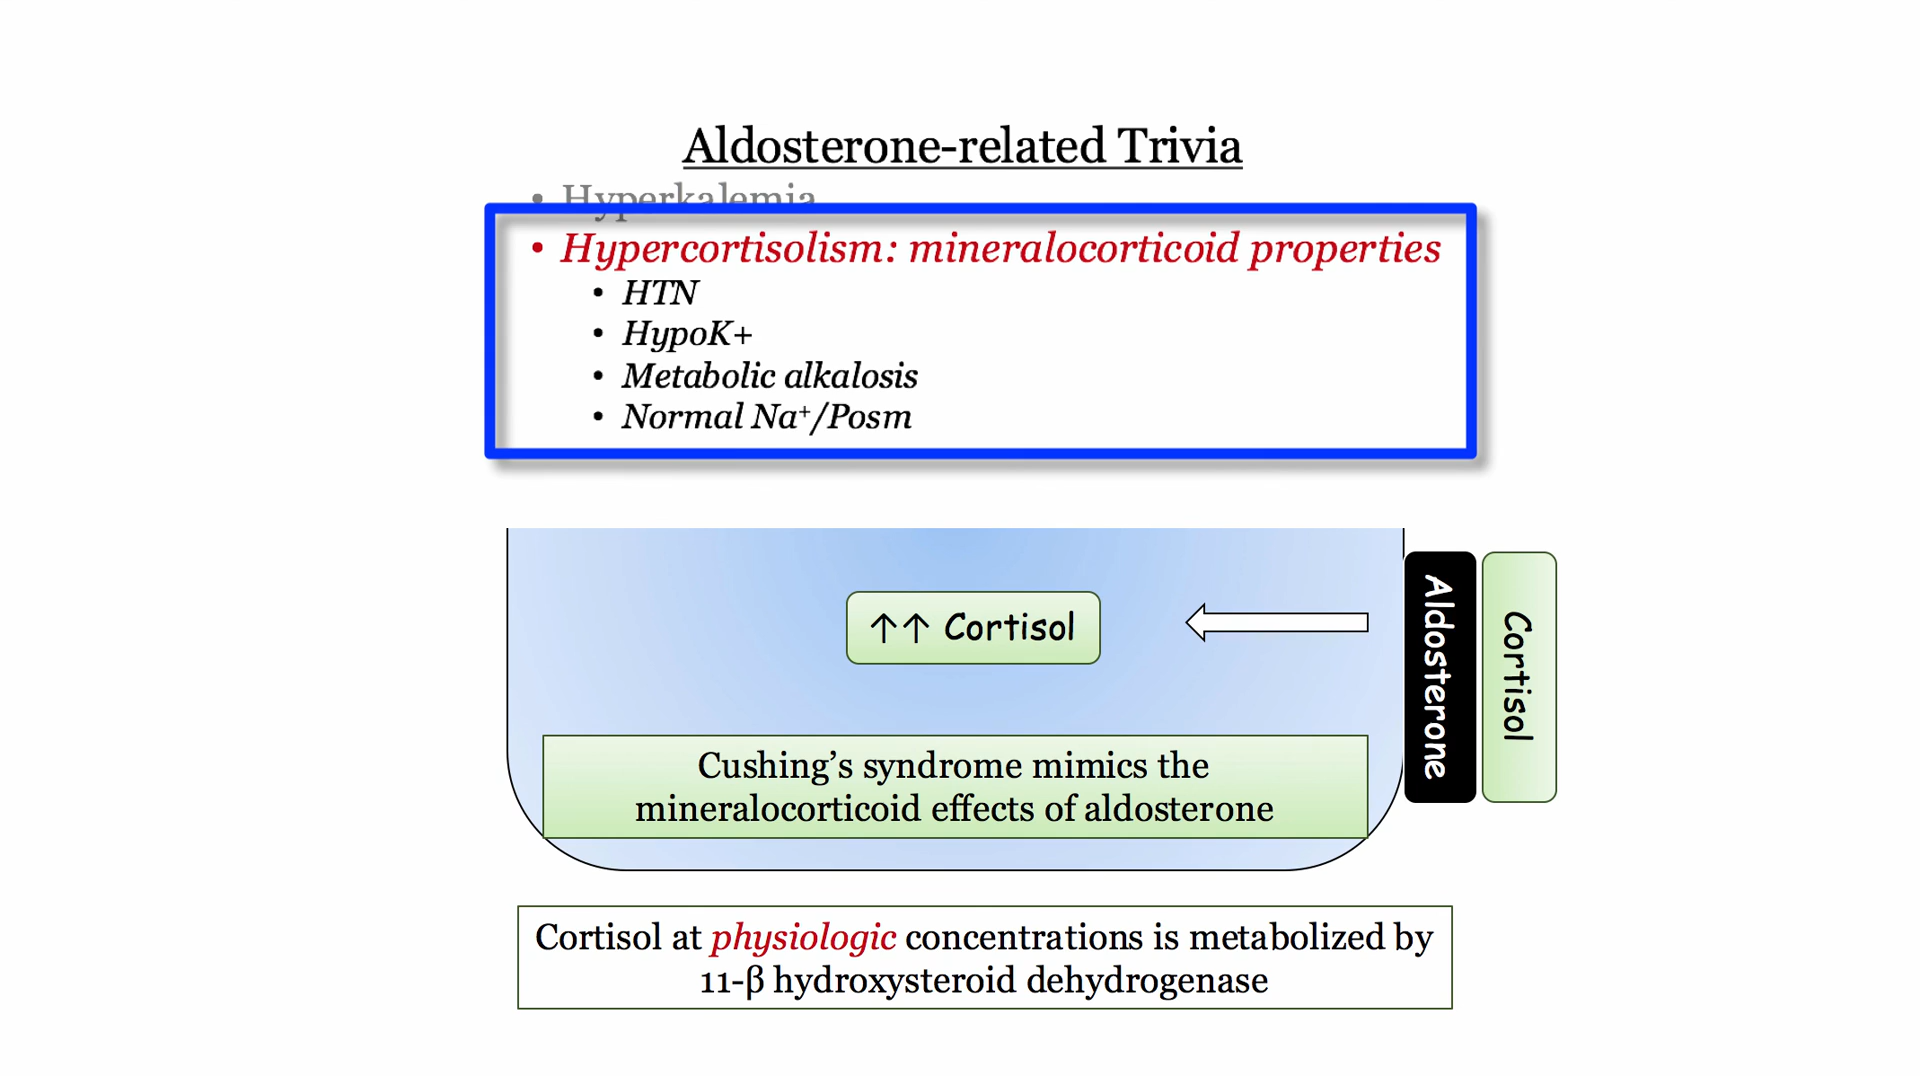 Aldosterone-related Trivia
• Hyperkalemia
• Hypercortisolism: mineralocorticoid properties
• HTN
• HypoK+
• Metabolic alkalosis
• Normal Na⁺/Posm
↑↑ Cortisol
Aldosterone
Cortisol
Cushing’s syndrome mimics the
mineralocorticoid effects of aldosterone
Cortisol at physiologic concentrations is metabolized by
11-β hydroxysteroid dehydrogenase